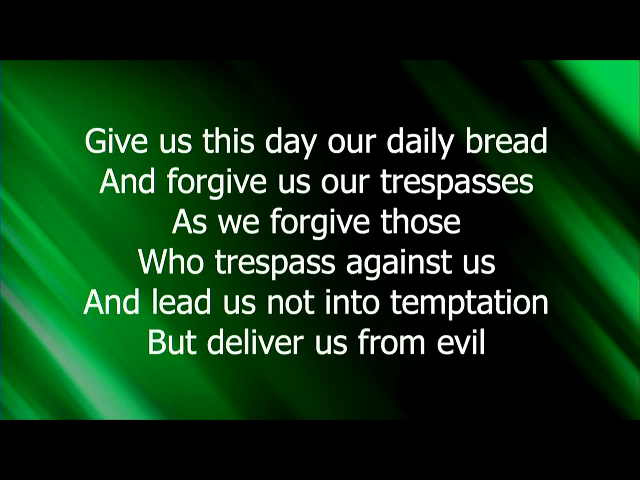 Give us this day our daily bread
And forgive us our trespasses
As we forgive those
Who trespass against us
And lead us not into temptation
But deliver us from evil